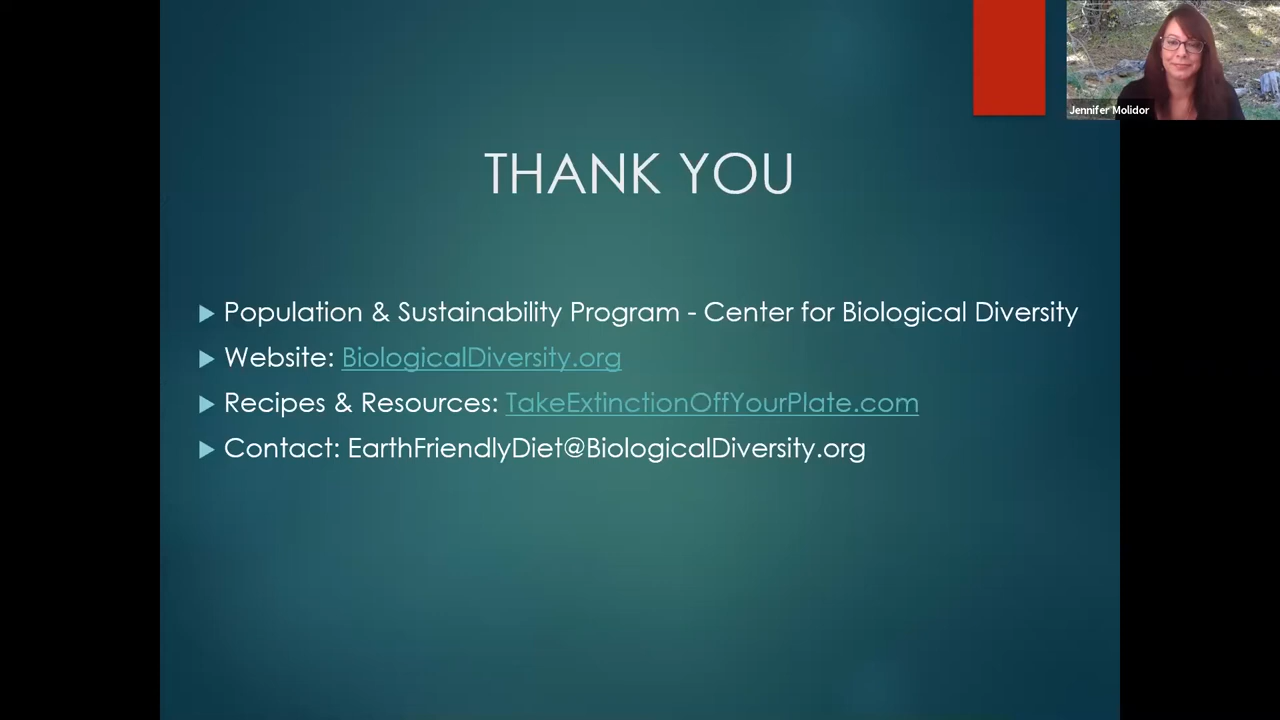 Jennifer Molidor
THANK YOU
Population & Sustainability Program - Center for Biological Diversity
Website: BiologicalDiversity.org
Recipes & Resources: TakeExtinctionOffYourPlate.com
Contact: EarthFriendlyDiet@BiologicalDiversity.org